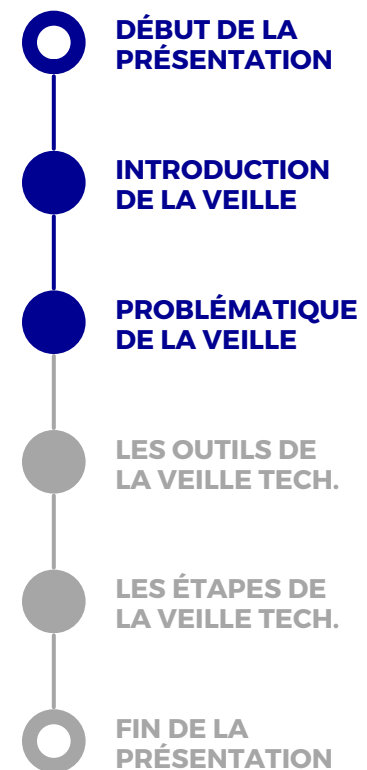 DÉBUT DE LA
PRÉSENTATION
INTRODUCTION
DE LA VEILLE
PROBLÉMATIQUE
DE LA VEILLE
LES OUTILS DE
LA VEILLE TECH.
LES ÉTAPES DE
LA VEILLE TECH.
FIN DE LA
PRÉSENTATION